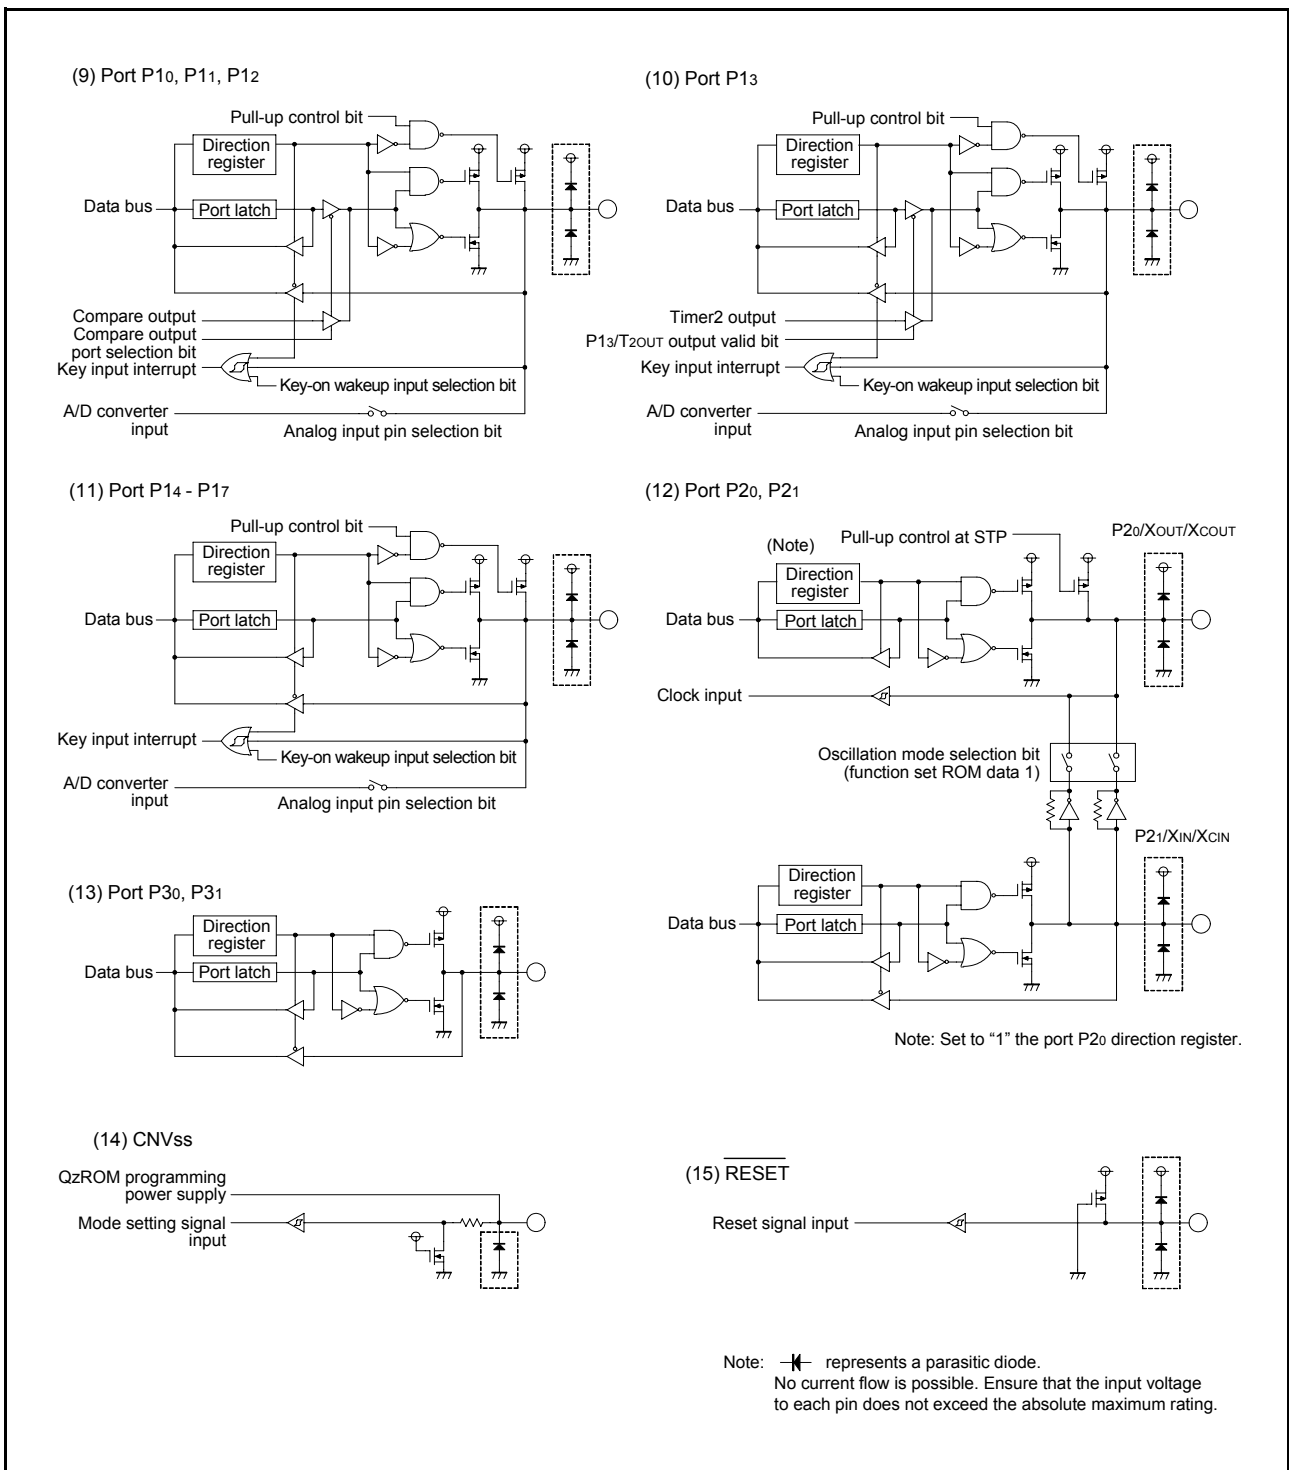 (9) Port P10, P11, P12
Pull-up control bit
Direction
register
Data bus
Port latch
Compare output
Compare output
port selection bit
Key input interrupt
Key-on wakeup input selection bit
A/D converter
input
Analog input pin selection bit
(10) Port P13
Pull-up control bit
Direction
register
Data bus
Port latch
Timer2 output
P13/T2OUT output valid bit
Key input interrupt
Key-on wakeup input selection bit
A/D converter
input
Analog input pin selection bit
(11) Port P14 - P17
Pull-up control bit
Direction
register
Data bus
Port latch
Key input interrupt
Key-on wakeup input selection bit
A/D converter
input
Analog input pin selection bit
(12) Port P20, P21
(Note)
Pull-up control at STP
P20/XOUT/XCOUT
Direction
register
Data bus
Port latch
Clock input
Oscillation mode selection bit
(function set ROM data 1)
P21/XIN/XCIN
Direction
register
Data bus
Port latch
Note: Set to “1” the port P20 direction register.
(13) Port P30, P31
Direction
register
Data bus
Port latch
(14) CNVss
QzROM programming
power supply
Mode setting signal
input
(15) RESET
Reset signal input
Note: represents a parasitic diode.
No current flow is possible. Ensure that the input voltage
to each pin does not exceed the absolute maximum rating.